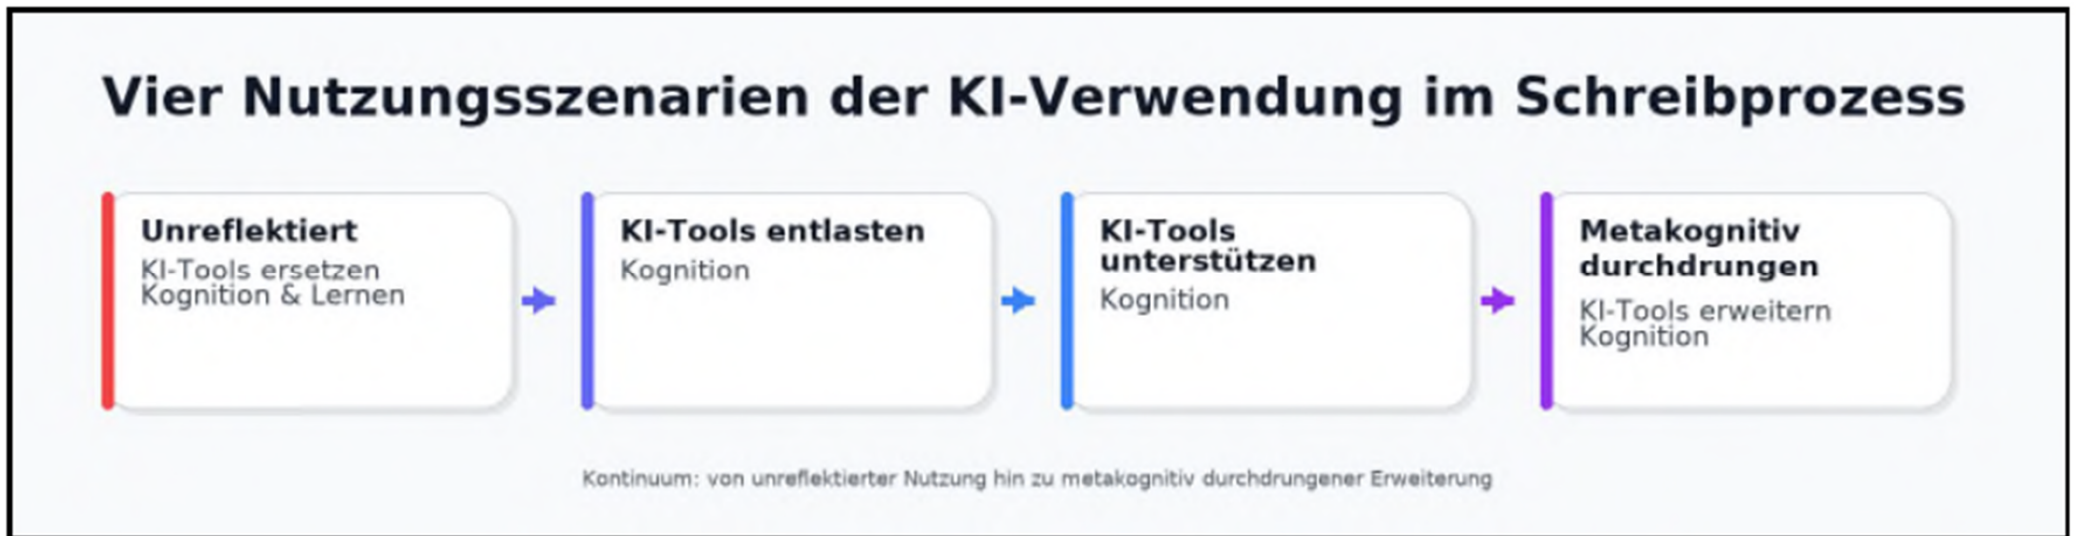 Vier Nutzungsszenarien der KI-Verwendung im Schreibprozess
Unreflektiert
KI-Tools ersetzen
Kognition & Lernen
KI-Tools entlasten
Kognition
KI-Tools
unterstützen
Kognition
Metakognitiv
durchdrungen
KI-Tools erweitern
Kognition
Kontinuum: von unreflektierter Nutzung hin zu metakognitiv durchdrungener Erweiterung